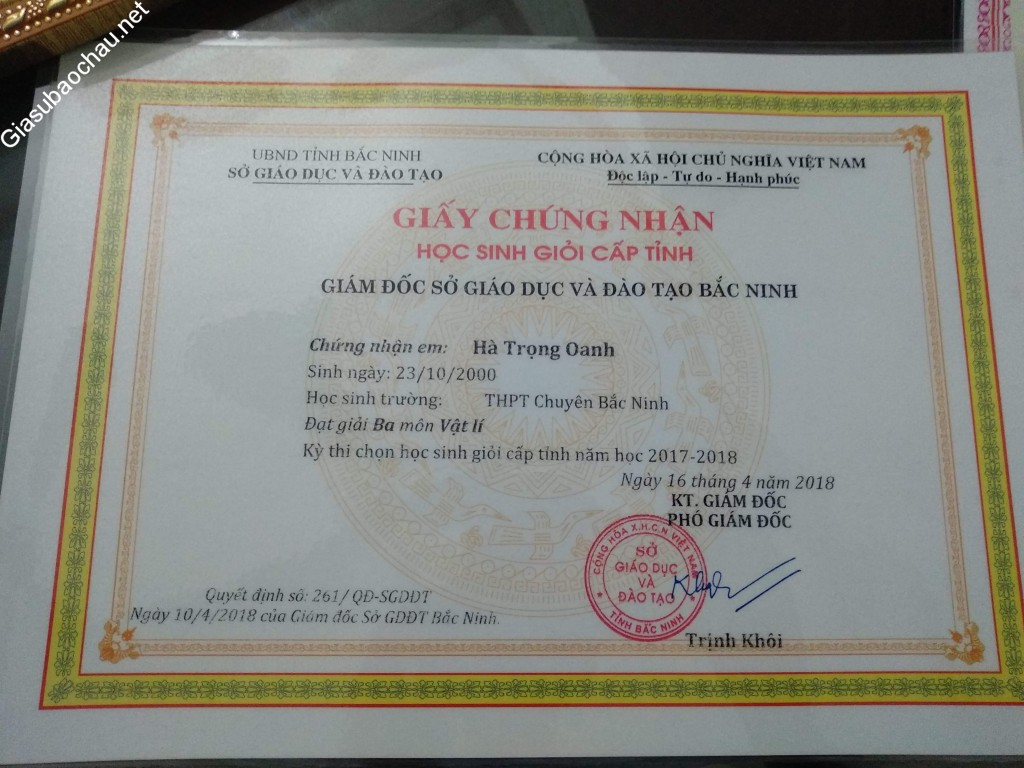 Giasubaochau.net
UBND TỈNH BẮC NINH
SỞ GIÁO DỤC VÀ ĐÀO TẠO
CỘNG HÒA XÃ HỘI CHỦ NGHĨA VIỆT NAM
Độc lập - Tự do - Hạnh phúc
GIẤY CHỨNG NHẬN
HỌC SINH GIỎI CẤP TỈNH
GIÁM ĐỐC SỞ GIÁO DỤC VÀ ĐÀO TẠO BẮC NINH
Chứng nhận em: Hà Trọng Oanh
Sinh ngày: 23/10/2000
Học sinh trường: THPT Chuyên Bắc Ninh
Đạt giải Ba môn Vật lí
Kỳ thi chọn học sinh giỏi cấp tỉnh năm học 2017-2018
Ngày 16 tháng 4 năm 2018
KT. GIÁM ĐỐC
PHÓ GIÁM ĐỐC
CỘNG HÒA X.H.C.N VIỆT NAM
SỞ
GIÁO DỤC
VÀ
ĐÀO TẠO
TỈNH BẮC NINH
Trịnh Khôi
Quyết định số: 261/ QĐ-SGDĐT
Ngày 10/4/2018 của Giám đốc Sở GDĐT Bắc Ninh.